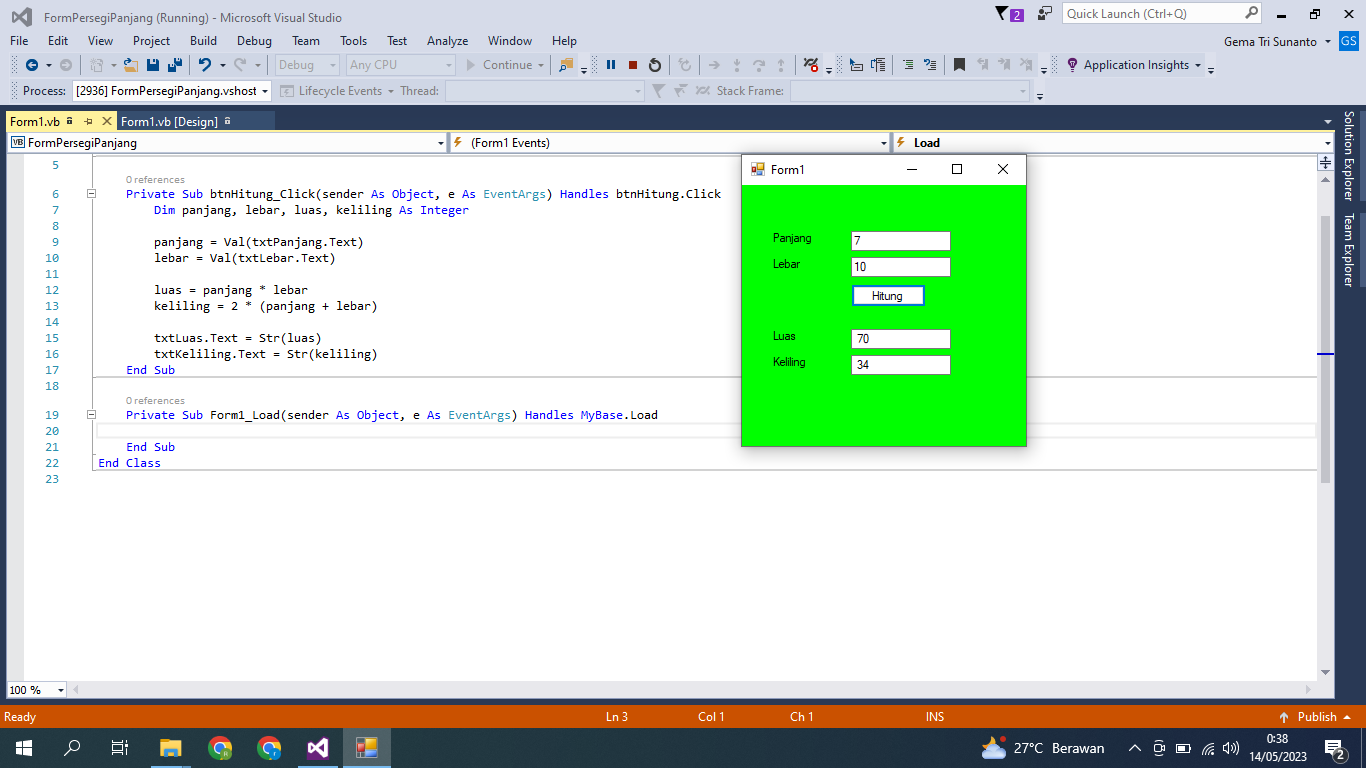 FormPersegiPanjang (Running) - Microsoft Visual Studio
2
Quick Launch (Ctrl+Q)
File Edit View Project Build Debug Team Tools Test Analyze Window Help
Gema Tri Sunanto
GS
Debug Any CPU Continue Application Insights
Process: [2936] FormPersegiPanjang.vshost Lifecycle Events Thread: Stack Frame:
Form1.vb Form1.vb [Design]
Solution Explorer
Team Explorer
VB FormPersegiPanjang (Form1 Events) Load
5
0 references
6 Private Sub btnHitung_Click(sender As Object, e As EventArgs) Handles btnHitung.Click
7 Dim panjang, lebar, luas, keliling As Integer
8
9 panjang = Val(txtPanjang.Text)
10 lebar = Val(txtLebar.Text)
11
12 luas = panjang * lebar
13 keliling = 2 * (panjang + lebar)
14
15 txtLuas.Text = Str(luas)
16 txtKeliling.Text = Str(keliling)
17 End Sub
18
0 references
19 Private Sub Form1_Load(sender As Object, e As EventArgs) Handles MyBase.Load
20
21 End Sub
22 End Class
23
Form1
Panjang 7
Lebar 10
Hitung
Luas 70
Keliling 34
100 %
Ready Ln 3 Col 1 Ch 1 INS Publish
27°C Berawan
0:38
14/05/2023
2